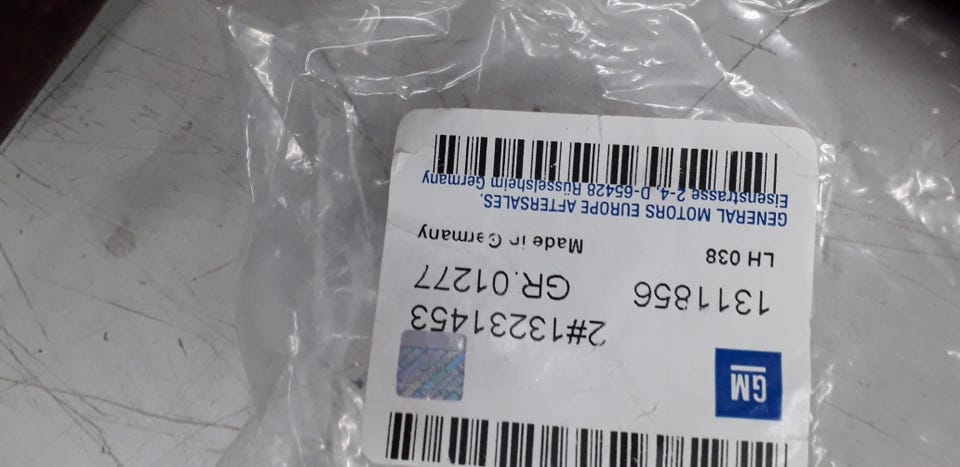 GM
2#13231453
1311856 GR.01277
LH 038 Made in Germany
GENERAL MOTORS EUROPE AFTERSALES.
Eisenstrasse 2-4, D-65428 Rüsselsheim Germany